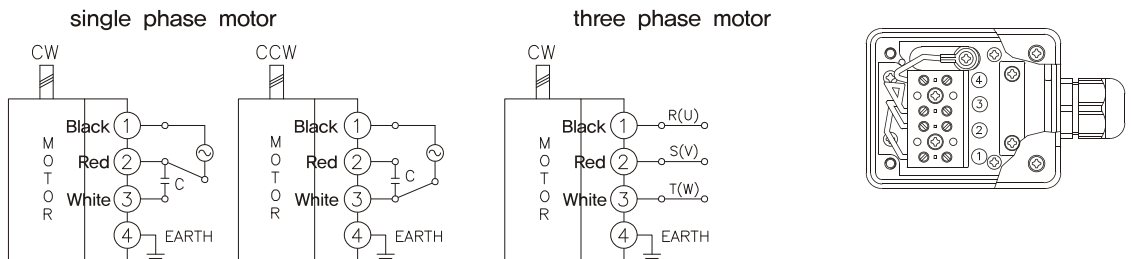 single phase motor
CW
MOTOR
Black 1
Red 2
C
White 3
4 EARTH
CCW
MOTOR
Black 1
Red 2
C
White 3
4 EARTH
three phase motor
CW
MOTOR
Black 1 R(U)
Red 2 S(V)
White 3 T(W)
4 EARTH
4
3
2
1